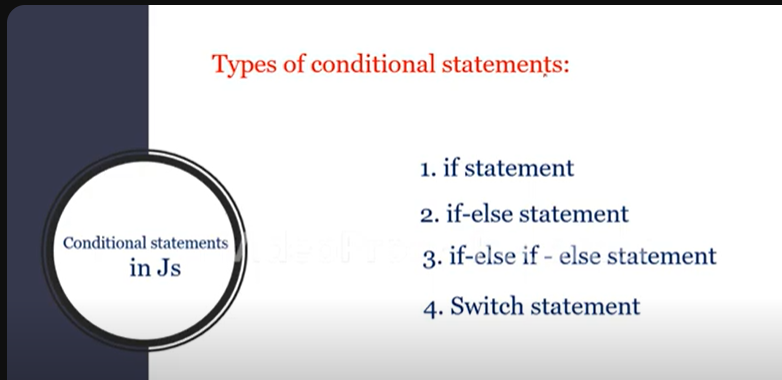 Types of conditional statements:
Conditional statements
in Js
1. if statement
2. if-else statement
3. if-else if - else statement
4. Switch statement